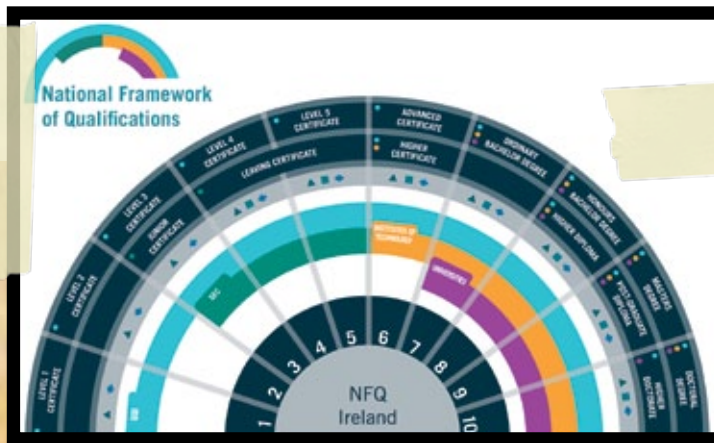 National Framework
of Qualifications
LEVEL 1
CERTIFICATE
LEVEL 2
CERTIFICATE
LEVEL 3
CERTIFICATE
JUNIOR
CERTIFICATE
LEVEL 4
CERTIFICATE
LEVEL 5
CERTIFICATE
LEAVING CERTIFICATE
ADVANCED
CERTIFICATE
HIGHER
CERTIFICATE
ORDINARY
BACHELOR DEGREE
HONOURS
BACHELOR DEGREE
HIGHER DIPLOMA
MASTERS
DEGREE
POST-GRADUATE
DIPLOMA
DOCTORAL
DEGREE
HIGHER
DOCTORATE
SEC
INSTITUTES OF
TECHNOLOGY
UNIVERSITIES
1
2
3
4
5
6
7
8
9
10
NFQ
Ireland